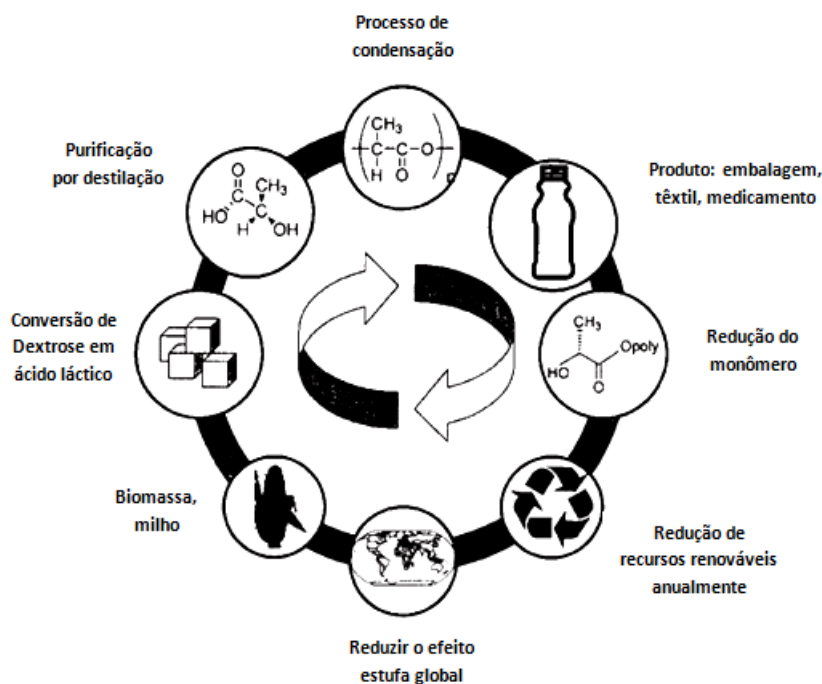 Processo de
condensação
CH₃
C — C — O
H O
Produto: embalagem,
têxtil, medicamento
CH₃
Opoly
HO
O
Redução do
monômero
Redução de
recursos renováveis
anualmente
Reduzir o efeito
estufa global
Biomassa,
milho
Conversão de
Dextrose em
ácido láctico
Purificação
por destilação
O
CH₃
HO C C
H OH